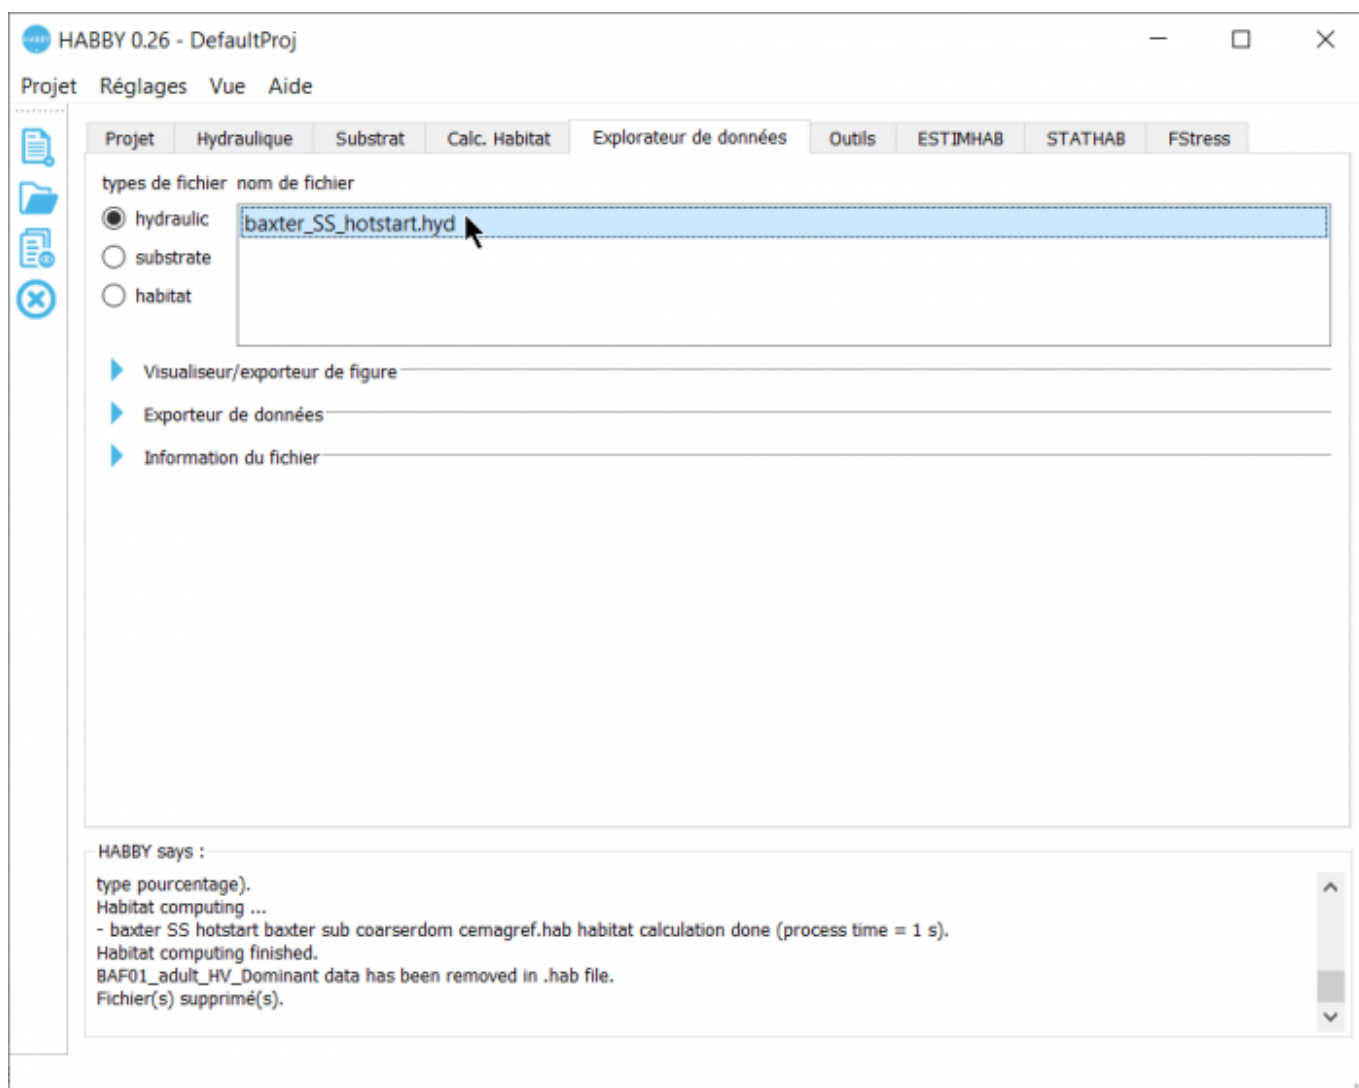 HABBY 0.26 - DefaultProj
Projet Réglages Vue Aide
Projet Hydraulique Substrat Calc. Habitat Explorateur de données Outils ESTIMHAB STATHAB FStress
types de fichier nom de fichier
hydraulic baxter_SS_hotstart.hyd
substrate
habitat
Visualiseur/exporteur de figure
Exporteur de données
Information du fichier
HABBY says :
type pourcentage).
Habitat computing ...
- baxter SS hotstart baxter sub coarserdom cemagref.hab habitat calculation done (process time = 1 s).
Habitat computing finished.
BAF01_adult_HV_Dominant data has been removed in .hab file.
Fichier(s) supprimé(s).